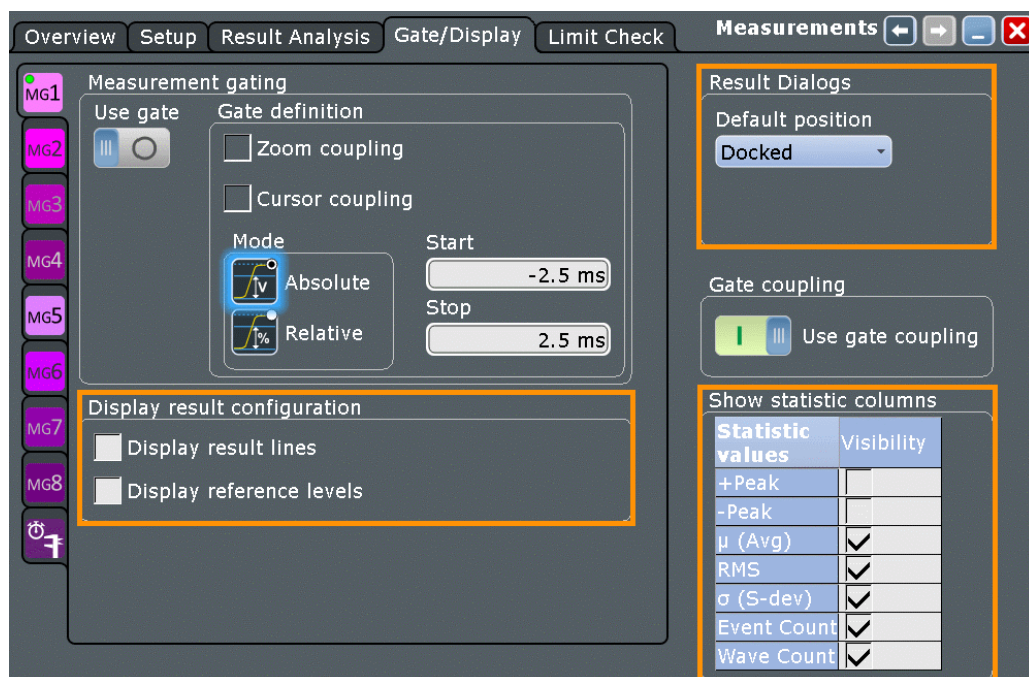 Overview Setup Result Analysis Gate/Display Limit Check Measurements
MG1
MG2
MG3
MG4
MG5
MG6
MG7
MG8
Measurement gating
Use gate
Gate definition
Zoom coupling
Cursor coupling
Mode
Absolute
Relative
Start
-2.5 ms
Stop
2.5 ms
Display result configuration
Display result lines
Display reference levels
Result Dialogs
Default position
Docked
Gate coupling
Use gate coupling
Show statistic columns
Statistic values Visibility
+Peak
-Peak
μ (Avg)
RMS
σ (S-dev)
Event Count
Wave Count